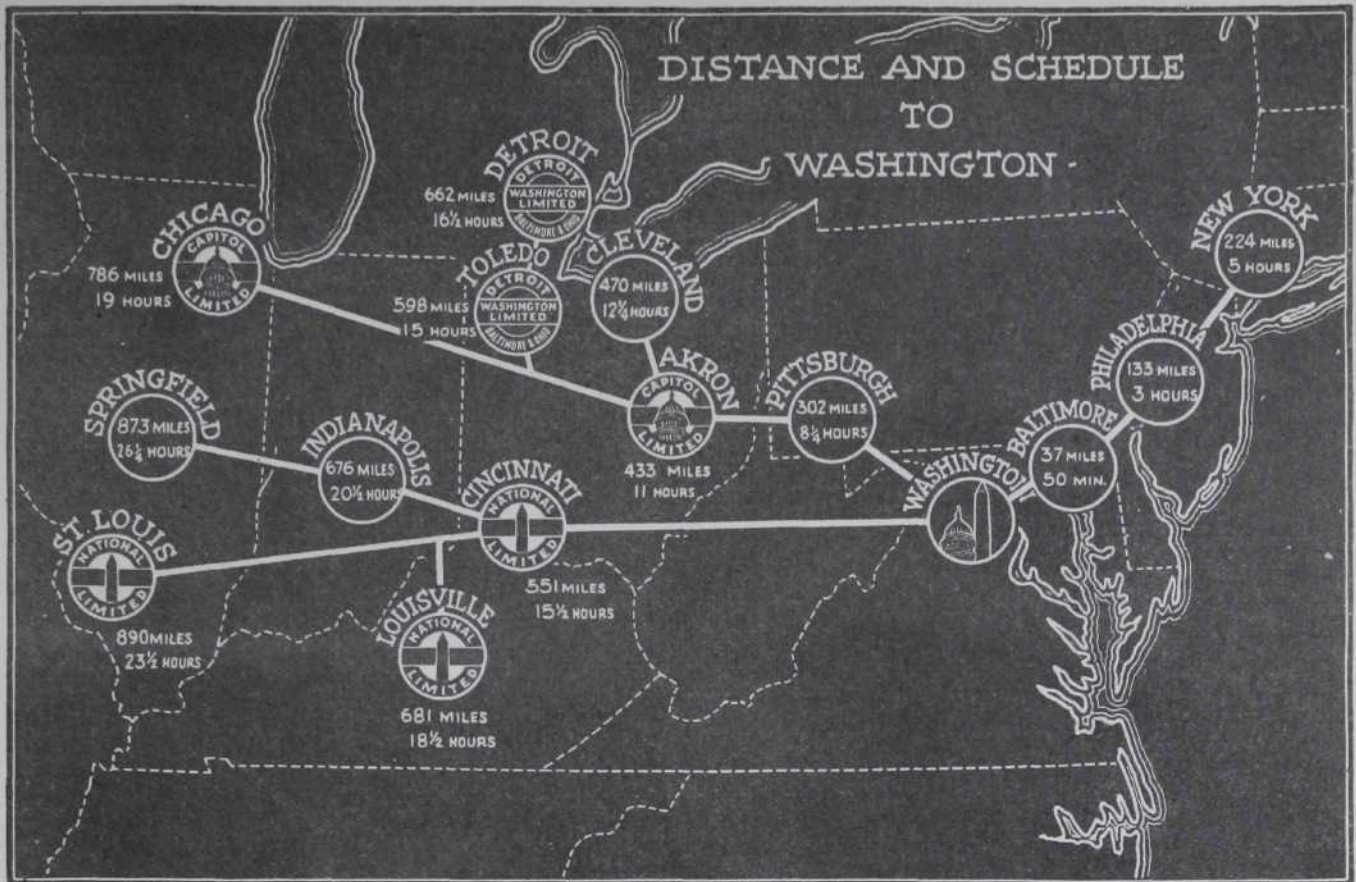 DISTANCE AND SCHEDULE
TO
WASHINGTON
DETROIT
DETROIT
WASHINGTON
LIMITED
BALTIMORE & OHIO
662 MILES
16½ HOURS
CHICAGO
CAPITOL
LIMITED
786 MILES
19 HOURS
TOLEDO
DETROIT
WASHINGTON
LIMITED
BALTIMORE & OHIO
598 MILES
15 HOURS
CLEVELAND
470 MILES
12¼ HOURS
NEW YORK
224 MILES
5 HOURS
PHILADELPHIA
133 MILES
3 HOURS
AKRON
CAPITOL
LIMITED
433 MILES
11 HOURS
PITTSBURGH
302 MILES
8¼ HOURS
BALTIMORE
37 MILES
50 MIN.
WASHINGTON
SPRINGFIELD
873 MILES
26¼ HOURS
INDIANAPOLIS
676 MILES
20½ HOURS
CINCINNATI
NATIONAL
LIMITED
551 MILES
15½ HOURS
ST. LOUIS
NATIONAL
LIMITED
890 MILES
23½ HOURS
LOUISVILLE
NATIONAL
LIMITED
681 MILES
18½ HOURS